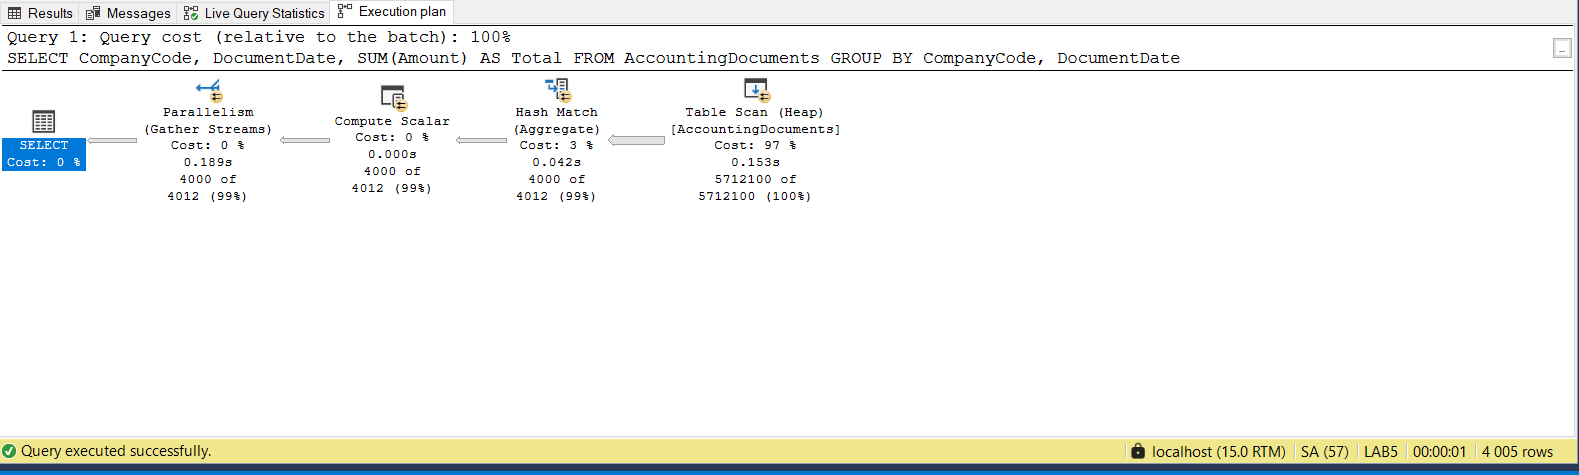 Results Messages Live Query Statistics Execution plan
Query 1: Query cost (relative to the batch): 100%
SELECT CompanyCode, DocumentDate, SUM(Amount) AS Total FROM AccountingDocuments GROUP BY CompanyCode, DocumentDate
...
SELECT
Cost: 0 %
Parallelism
(Gather Streams)
Cost: 0 %
0.189s
4000 of
4012 (99%)
Compute Scalar
Cost: 0 %
0.000s
4000 of
4012 (99%)
Hash Match
(Aggregate)
Cost: 3 %
0.042s
4000 of
4012 (99%)
Table Scan (Heap)
[AccountingDocuments]
Cost: 97 %
0.153s
5712100 of
5712100 (100%)
Query executed successfully. localhost (15.0 RTM) SA (57) LAB5 00:00:01 4 005 rows